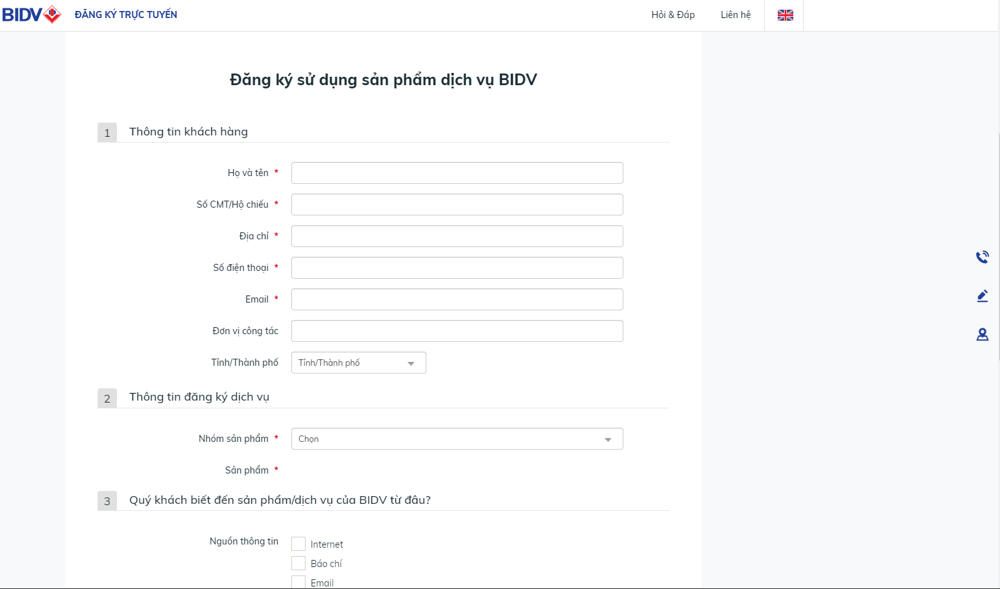 BIDV ĐĂNG KÝ TRỰC TUYẾN Hỏi & Đáp Liên hệ
Đăng ký sử dụng sản phẩm dịch vụ BIDV
1 Thông tin khách hàng
Họ và tên *
Số CMT/Hộ chiếu *
Địa chỉ *
Số điện thoại *
Email *
Đơn vị công tác
Tỉnh/Thành phố Tỉnh/Thành phố
2 Thông tin đăng ký dịch vụ
Nhóm sản phẩm * Chọn
Sản phẩm *
3 Quý khách biết đến sản phẩm/dịch vụ của BIDV từ đâu?
Nguồn thông tin Internet
Báo chí
Email